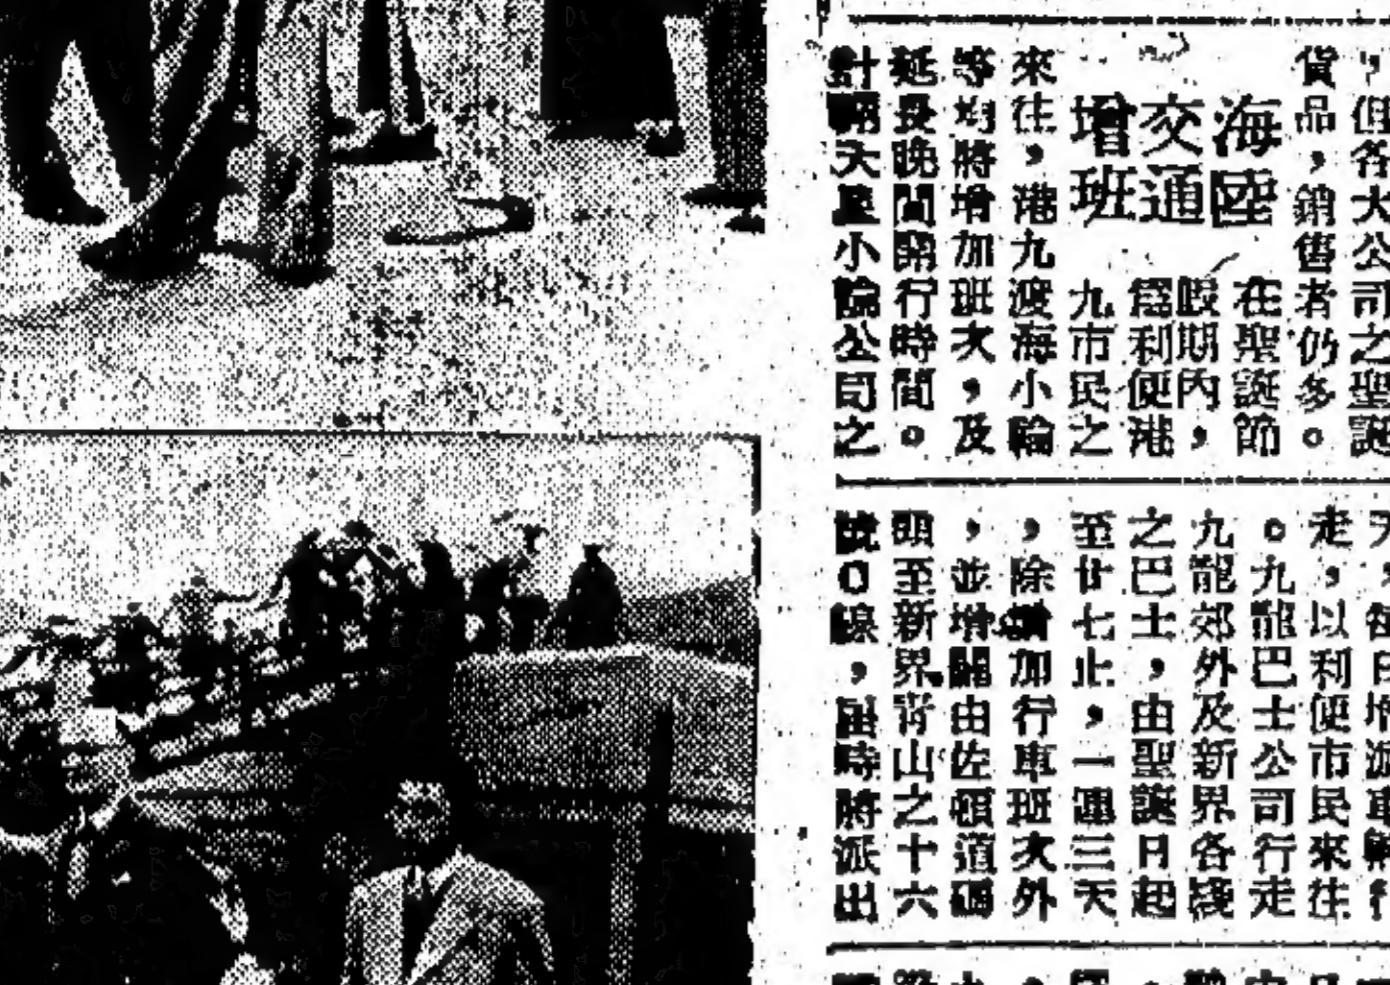 ，但各大公司之聖誕
貨品，銷售者仍多。
海陸
交通
增班
在聖誕節
假期內，
爲利便港
九市民之
來往，港九渡海小輪
等均將增加班次，及
延長晚間開行時間。
天星小輪公司之
走，以利便市民來往
。九龍巴士公司行走
九龍郊外及新界各綫
之巴士，由聖誕日起
至廿七止，一連三天
，除增加行車班次外
，並增闢由佐頓道碼
頭至新界青山之十六
，屆時將派出